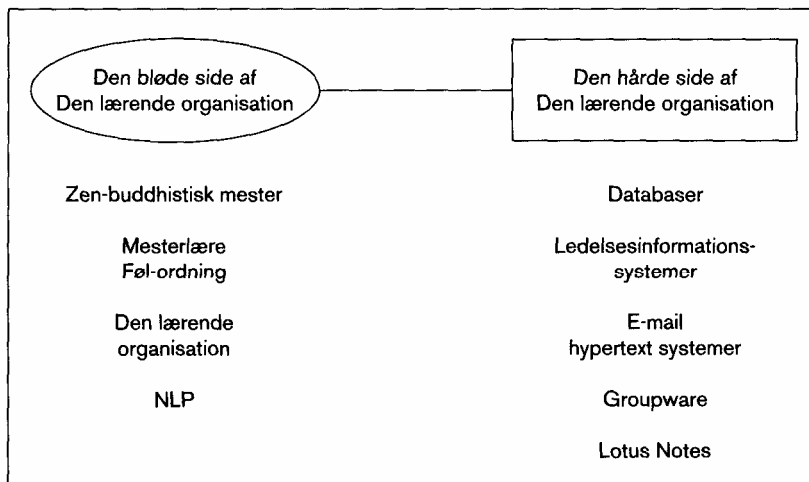 Den bløde side af
Den lærende organisation
Den hårde side af
Den lærende organisation
Zen-buddhistisk mester
Mesterlære
Føl-ordning
Den lærende
organisation
NLP
Databaser
Ledelsesinformations-
systemer
E-mail
hypertext systemer
Groupware
Lotus Notes